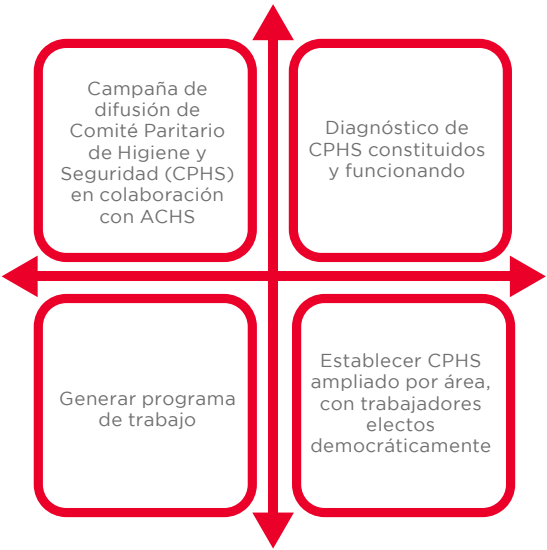 Campaña de
difusión de
Comité Paritario
de Higiene y
Seguridad (CPHS)
en colaboración
con ACHS
Diagnóstico de
CPHS constituidos
y funcionando
Generar programa
de trabajo
Establecer CPHS
ampliado por área,
con trabajadores
electos
democráticamente